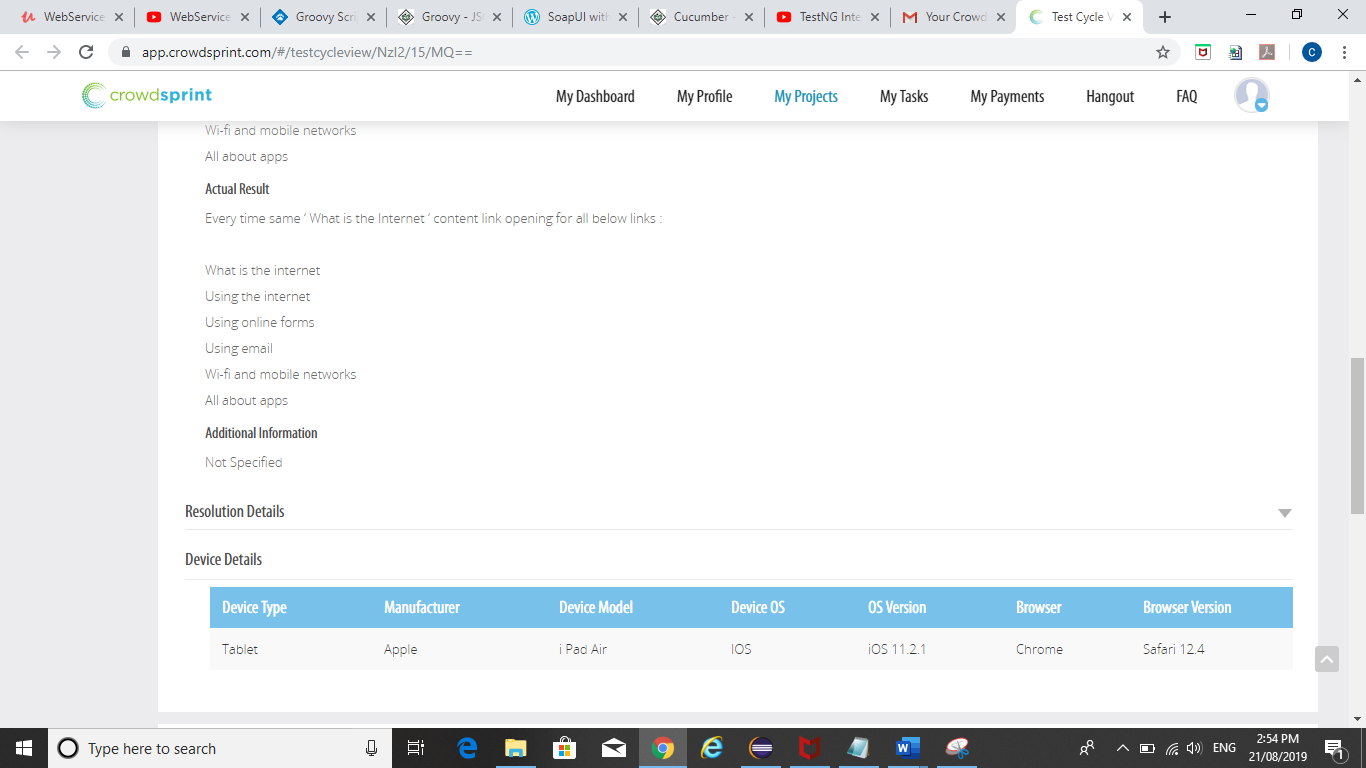 WebService
WebService
Groovy Scri
Groovy - JS
SoapUI with
Cucumber -
TestNG Inte
Your Crowd
Test Cycle V
app.crowdsprint.com/#/testcycleview/NzI2/15/MQ==
C
crowdsprint
My Dashboard
My Profile
My Projects
My Tasks
My Payments
Hangout
FAQ
Wi-fi and mobile networks
All about apps
Actual Result
Every time same ‘ What is the Internet ‘ content link opening for all below links :
What is the internet
Using the internet
Using online forms
Using email
Wi-fi and mobile networks
All about apps
Additional Information
Not Specified
Resolution Details
Device Details
Device Type Manufacturer Device Model Device OS OS Version Browser Browser Version
Tablet Apple i Pad Air IOS iOS 11.2.1 Chrome Safari 12.4
Type here to search
ENG
2:54 PM
21/08/2019
1